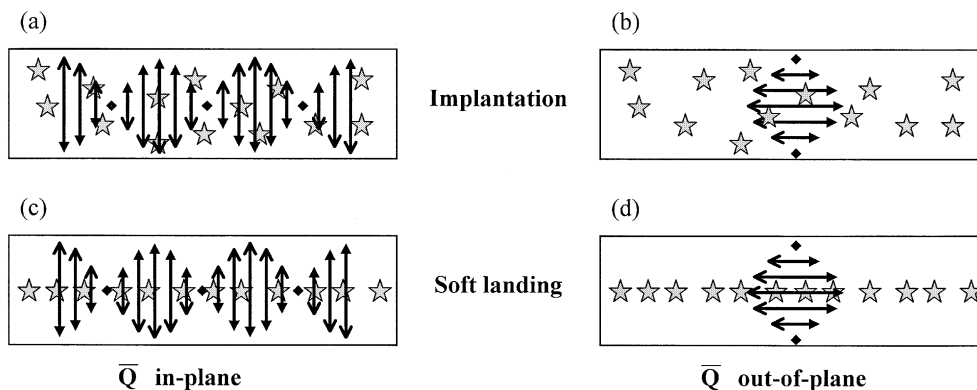 (a)
(b)
Implantation
(c)
(d)
Soft landing
Q̅ in-plane
Q̅ out-of-plane